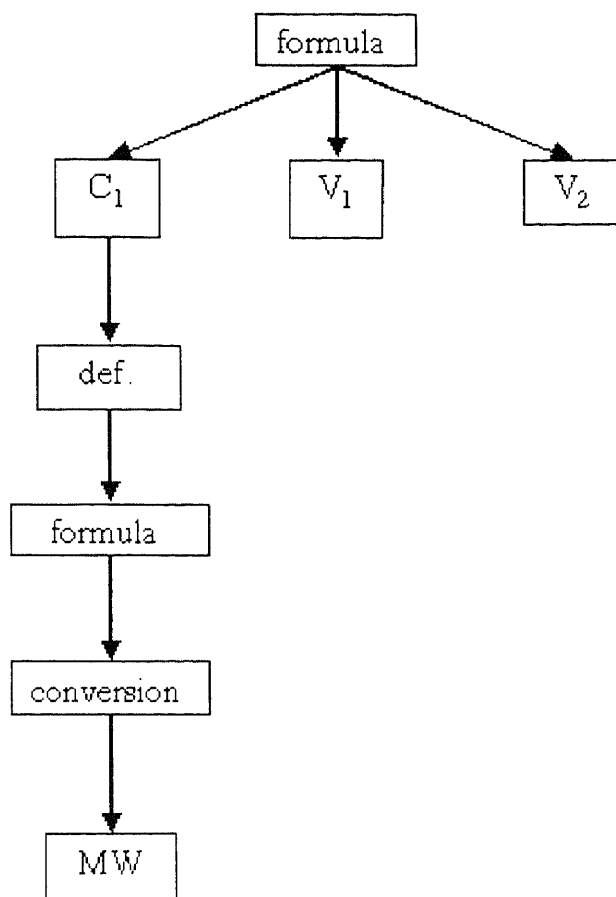 formula
C₁ V₁ V₂
def.
formula
conversion
MW